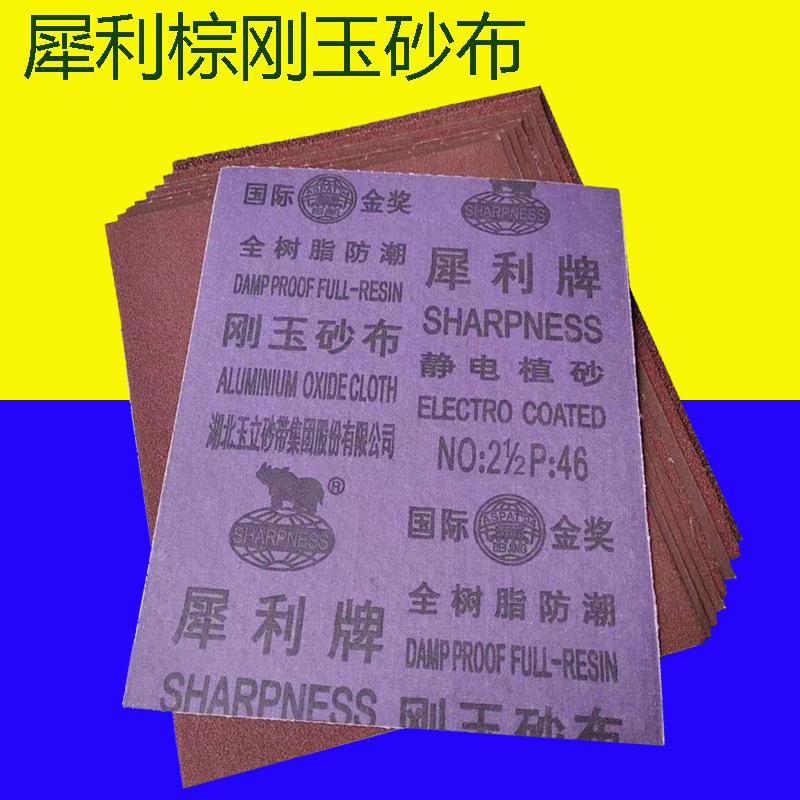 犀利棕刚玉砂布
国际 金奖
全树脂防潮
DAMP PROOF FULL-RESIN
刚玉砂布
ALUMINIUM OXIDE CLOTH
湖北玉立砂带集团股份有限公司
®
SHARPNESS
犀利牌
SHARPNESS
SHARPNESS
犀利牌
SHARPNESS
静电植砂
ELECTRO COATED
NO:2½ P:46
国际 金奖
全树脂防潮
DAMP PROOF FULL-RESIN
刚玉砂布